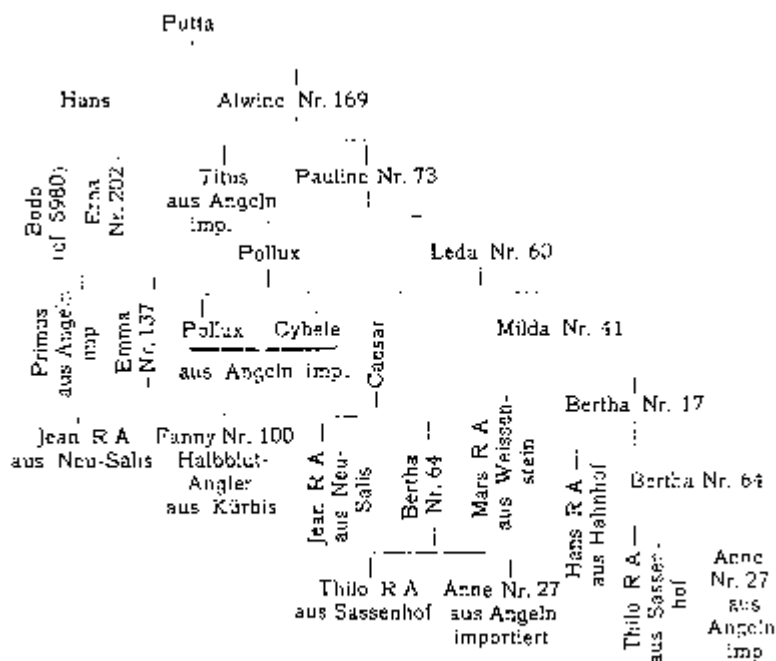 Putta
Hans
Alwine Nr. 169
Bodo
(cf 5980)
Erna
Nr. 202
Titus
aus Angeln
imp.
Pauline Nr. 73
Pollux
Leda Nr. 60
Primus
aus Angeln
imp
Emma
Nr. 137
Pollux
Cybele
aus Angeln imp.
Caesar
Milda Nr. 41
Jean R A
aus Neu-Salis
Fanny Nr. 100
Halbblut-
Angler
aus Kürbis
Jean R A
aus Neu-
Salis
Bertha
Nr. 64
Mars R A
aus Weissen-
stein
Bertha Nr. 17
Hans R A
aus Hahnhof
Bertha Nr. 64
Thilo R A
aus Sassenhof
Anne Nr. 27
aus Angeln
importiert
Thilo R A
aus Sassen-
hof
Anne
Nr. 27
aus
Angeln
imp